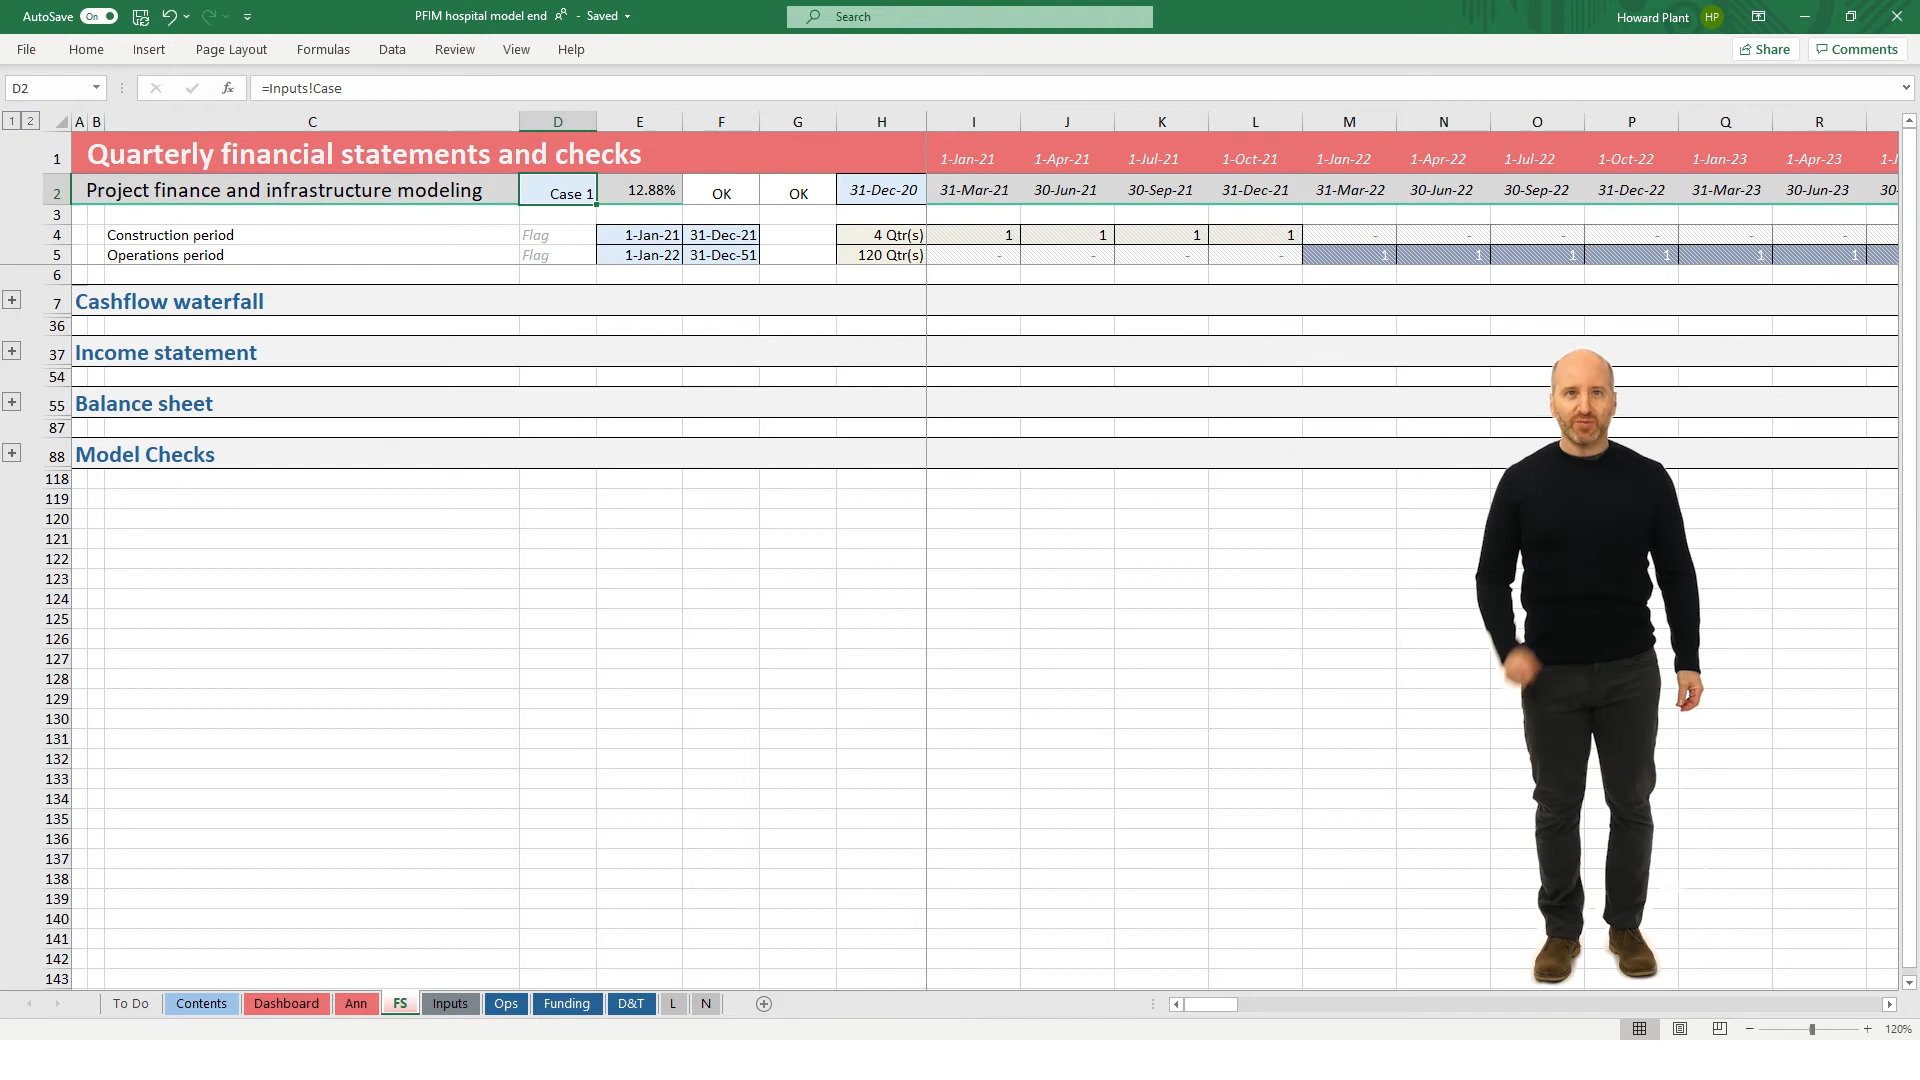 AutoSave On PFIM hospital model end - Saved Search Howard Plant HP
File Home Insert Page Layout Formulas Data Review View Help Share Comments
D2 fx =Inputs!Case
1 2 A B C D E F G H I J K L M N O P Q R
1 Quarterly financial statements and checks 1-Jan-21 1-Apr-21 1-Jul-21 1-Oct-21 1-Jan-22 1-Apr-22 1-Jul-22 1-Oct-22 1-Jan-23 1-Apr-23 1-J
2 Project finance and infrastructure modeling Case 1 12.88% OK OK 31-Dec-20 31-Mar-21 30-Jun-21 30-Sep-21 31-Dec-21 31-Mar-22 30-Jun-22 30-Sep-22 31-Dec-22 31-Mar-23 30-Jun-23 30-
3
4 Construction period Flag 1-Jan-21 31-Dec-21 4 Qtr(s) 1 1 1 1 - - - - - -
5 Operations period Flag 1-Jan-22 31-Dec-51 120 Qtr(s) - - - - 1 1 1 1 1 1
6
7 Cashflow waterfall
36
37 Income statement
54
55 Balance sheet
87
88 Model Checks
118
119
120
121
122
123
124
125
126
127
128
129
130
131
132
133
134
135
136
137
138
139
140
141
142
143
To Do Contents Dashboard Ann FS Inputs Ops Funding D&T L N
120%